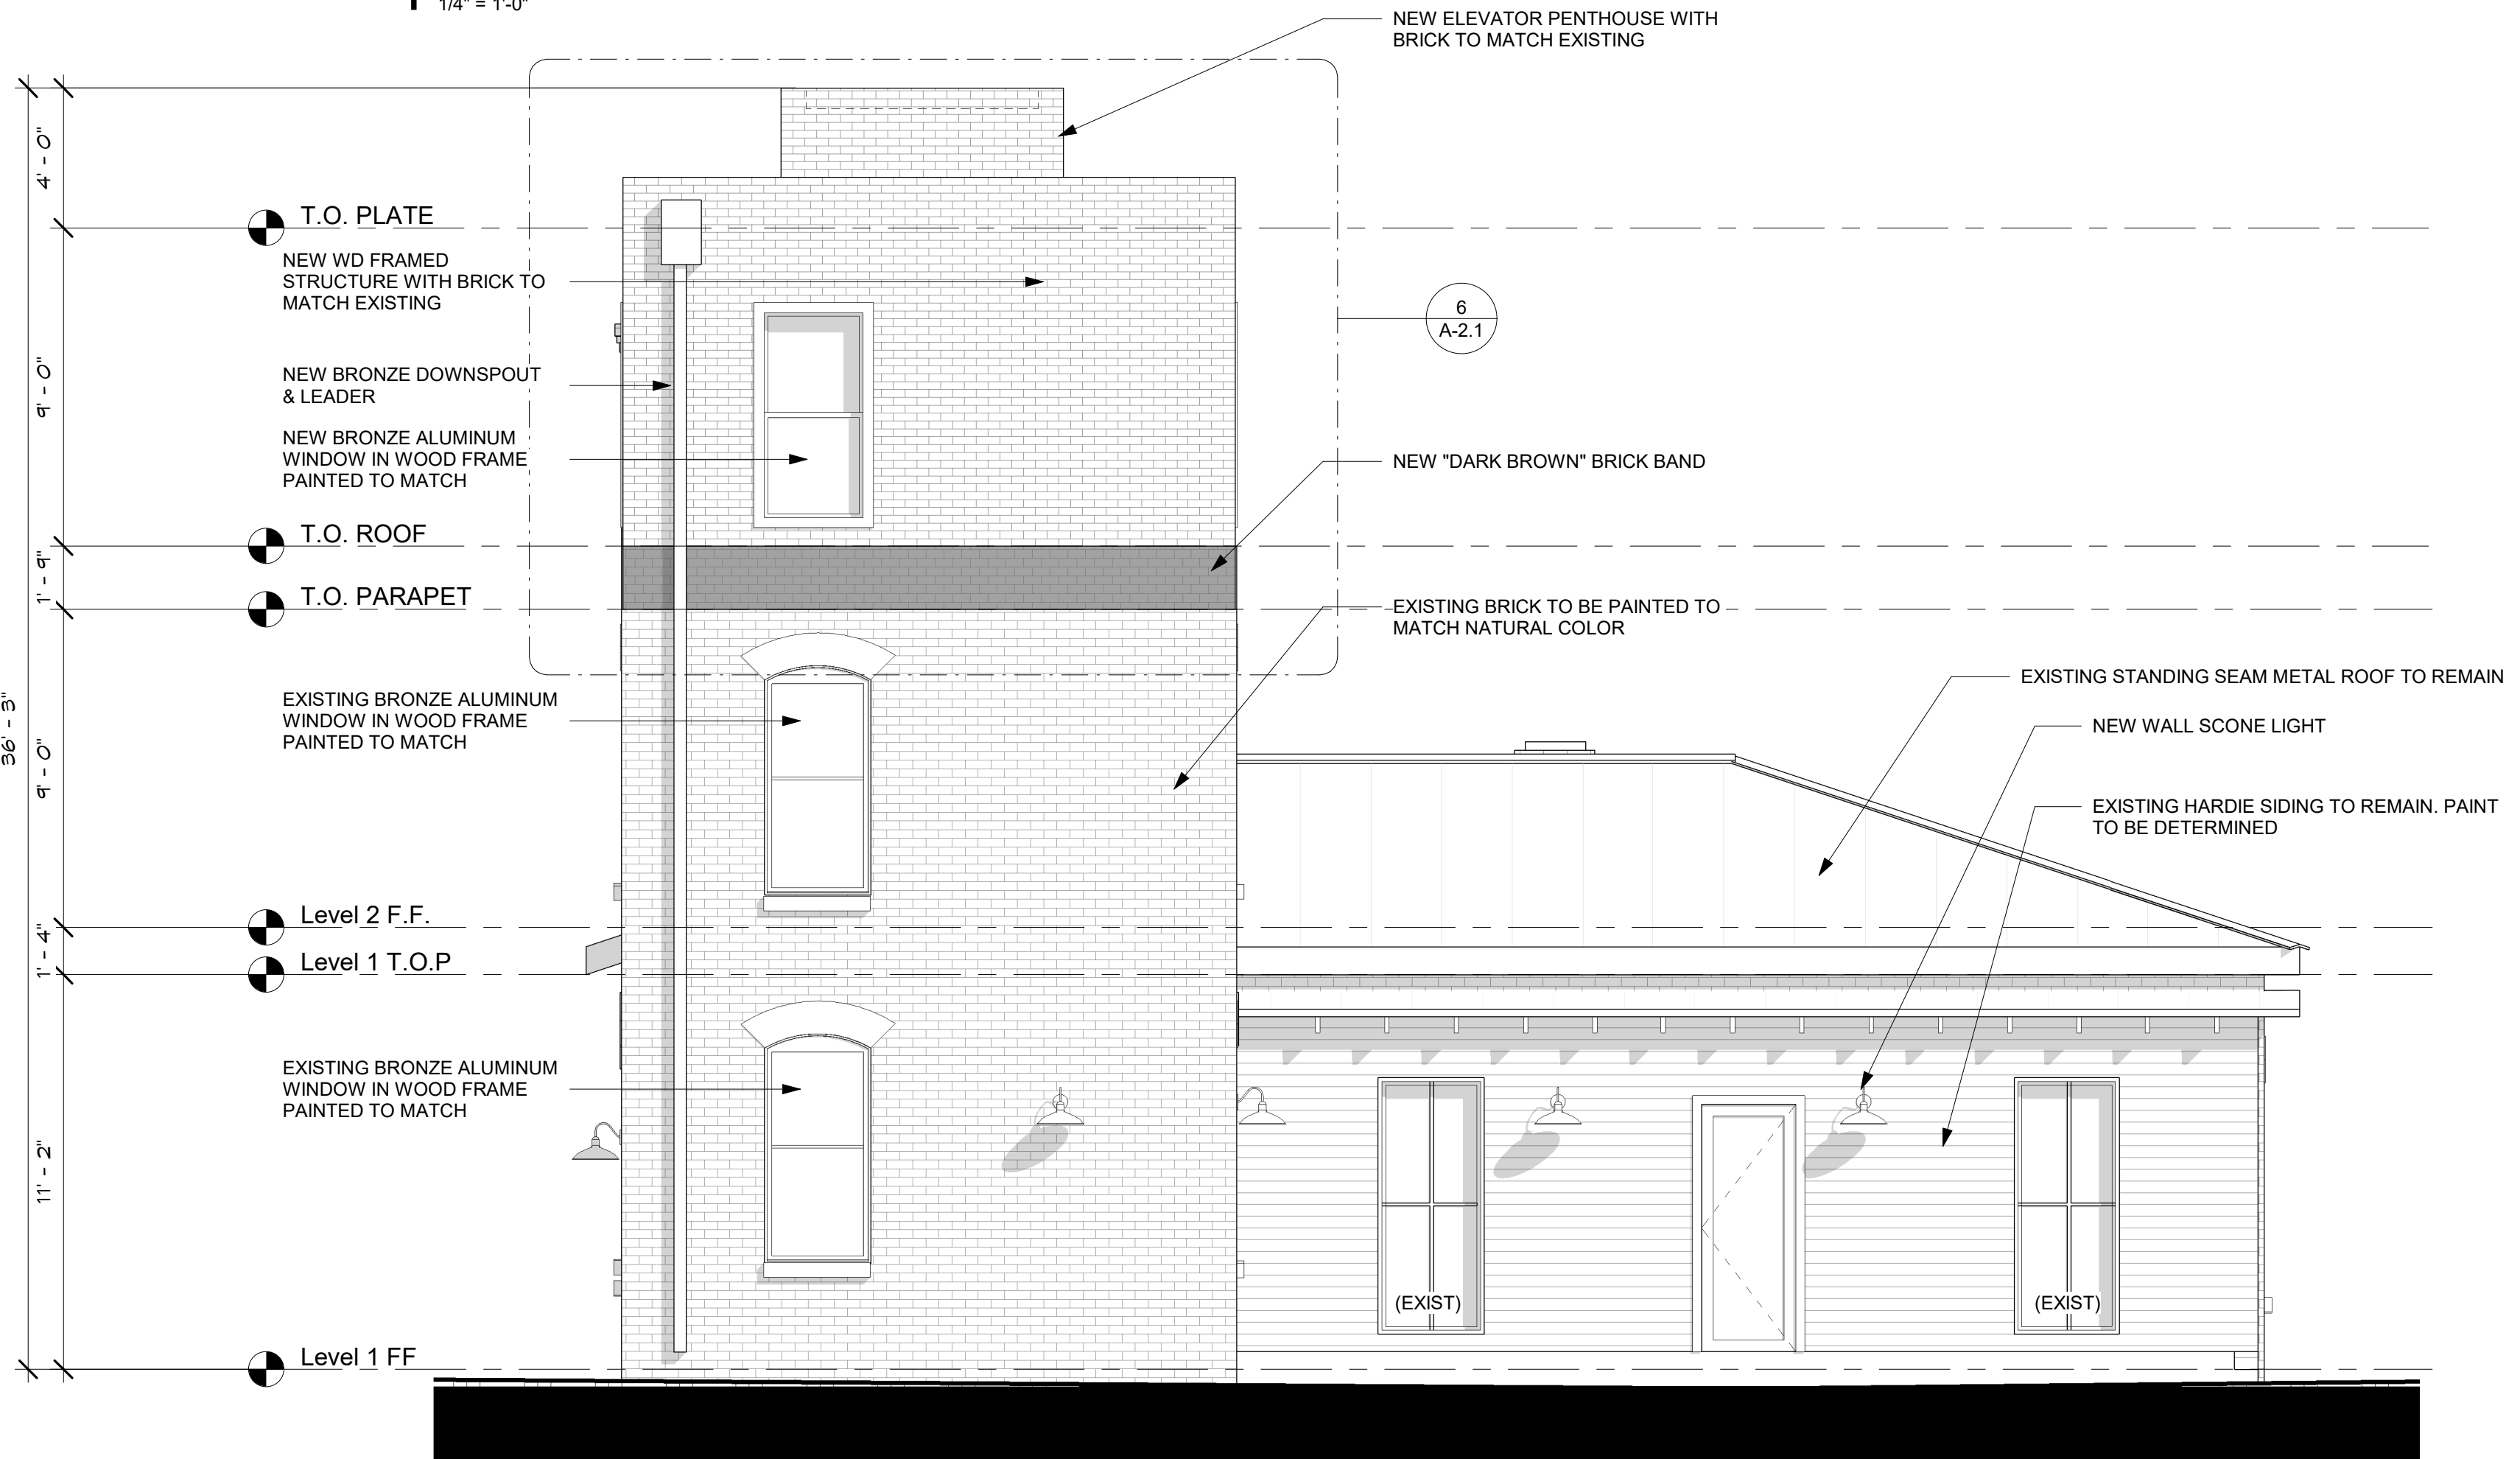 1/4" = 1'-0"
NEW ELEVATOR PENTHOUSE WITH
BRICK TO MATCH EXISTING
4' - 0"
T.O. PLATE
NEW WD FRAMED
STRUCTURE WITH BRICK TO
MATCH EXISTING
6
A-2.1
9' - 0"
NEW BRONZE DOWNSPOUT
& LEADER
NEW BRONZE ALUMINUM
WINDOW IN WOOD FRAME
PAINTED TO MATCH
NEW "DARK BROWN" BRICK BAND
T.O. ROOF
1' - 9"
T.O. PARAPET
EXISTING BRICK TO BE PAINTED TO
MATCH NATURAL COLOR
EXISTING STANDING SEAM METAL ROOF TO REMAIN
36' - 3"
9' - 0"
EXISTING BRONZE ALUMINUM
WINDOW IN WOOD FRAME
PAINTED TO MATCH
NEW WALL SCONE LIGHT
EXISTING HARDIE SIDING TO REMAIN. PAINT
TO BE DETERMINED
Level 2 F.F.
1' - 4"
Level 1 T.O.P
EXISTING BRONZE ALUMINUM
WINDOW IN WOOD FRAME
PAINTED TO MATCH
11' - 2"
(EXIST)
(EXIST)
Level 1 FF